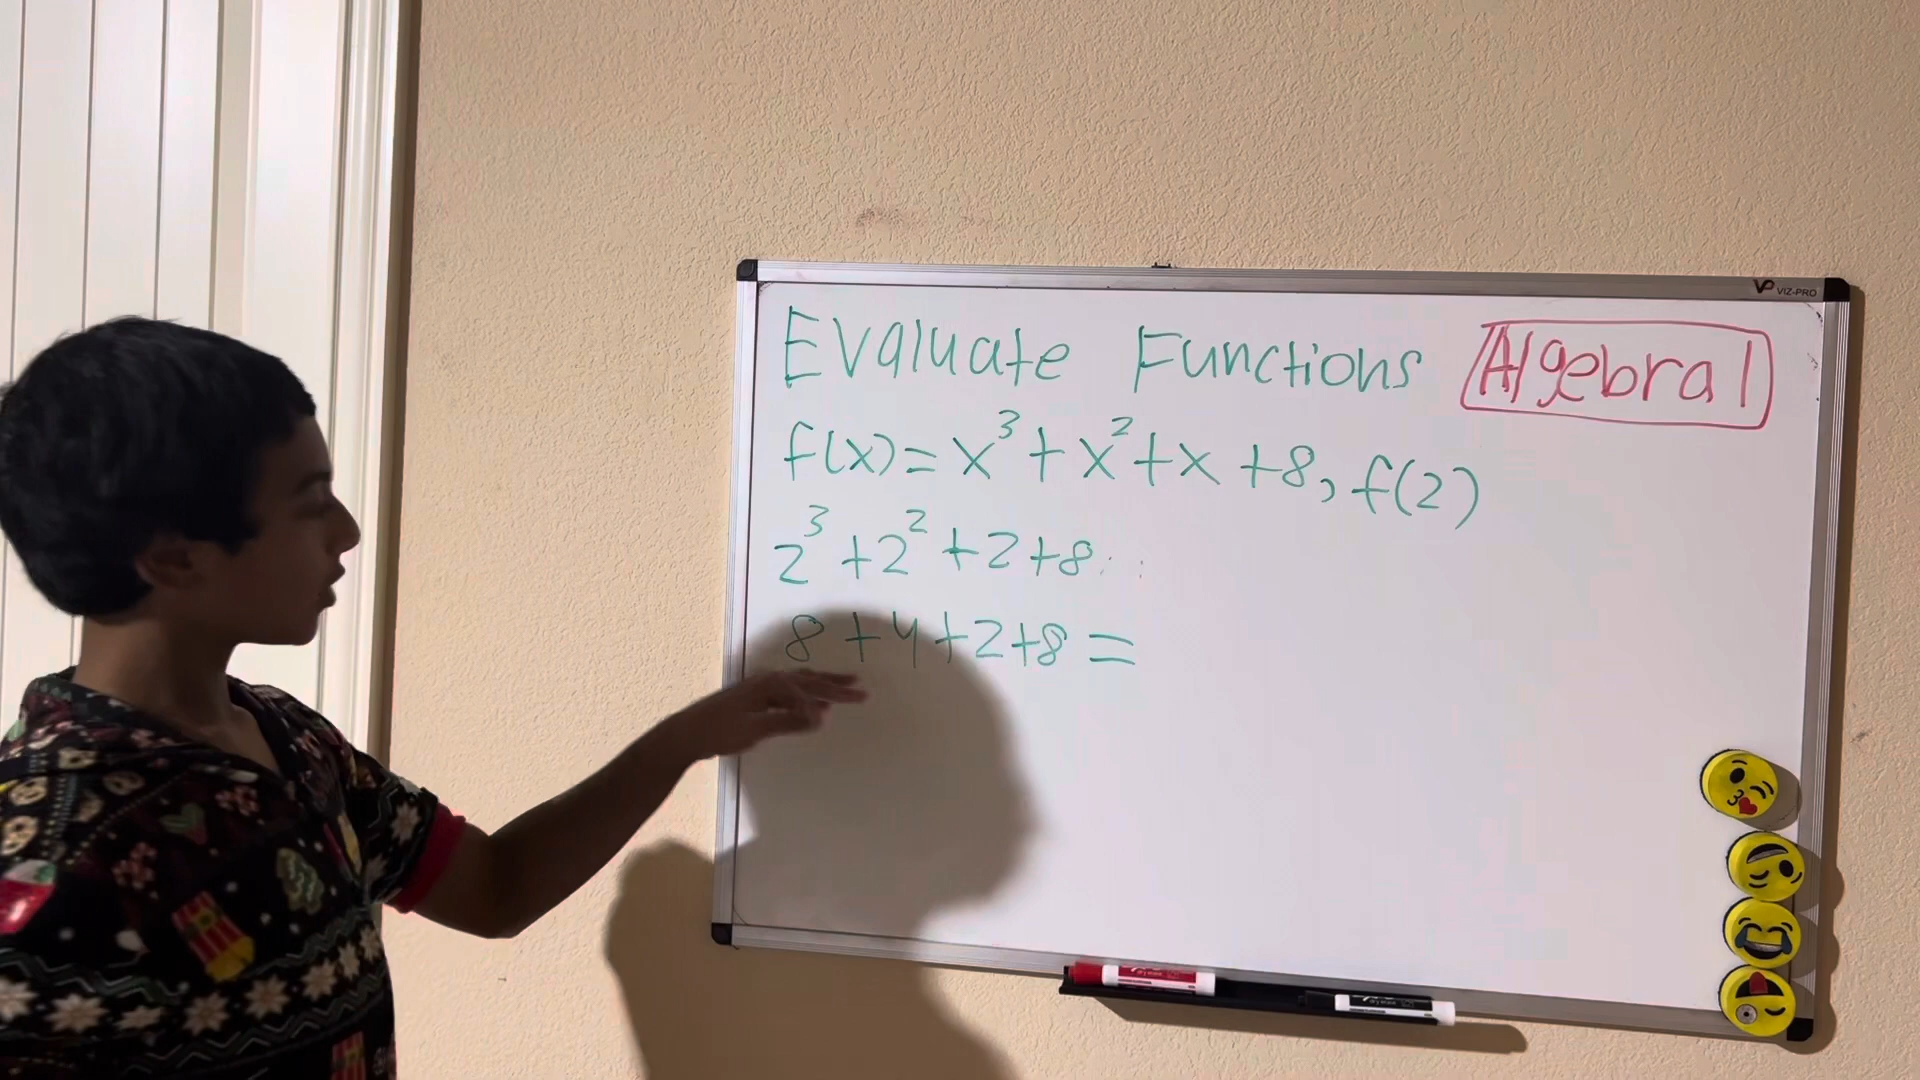 VIZ-PRO
Evaluate Functions Algebra 1
f(x)=x³+x²+x+8, f(2)
2³+2²+2+8
8+4+2+8=